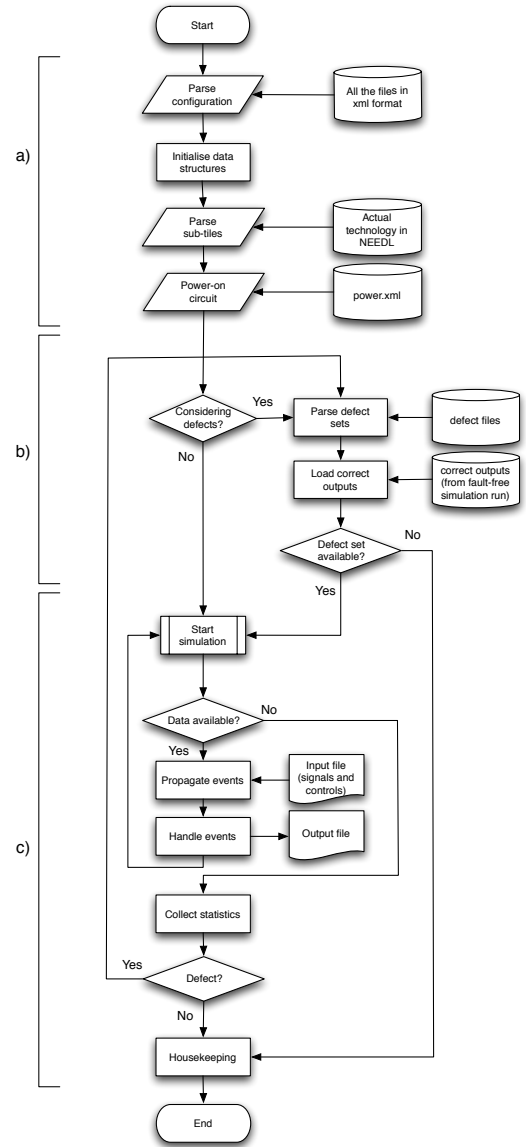 Start
a)
Parse
configuration
All the files in
xml format
Initialise data
structures
Parse
sub-tiles
Actual
technology in
NEEDL
Power-on
circuit
power.xml
b)
Considering
defects?
Yes
No
Parse defect
sets
defect files
Load correct
outputs
correct outputs
(from fault-free
simulation run)
Defect set
available?
No
Yes
c)
Start
simulation
Data available?
No
Yes
Propagate events
Input file
(signals and
controls)
Handle events
Output file
Collect statistics
Defect?
Yes
No
Housekeeping
End